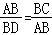 AB/BD = BC/AB